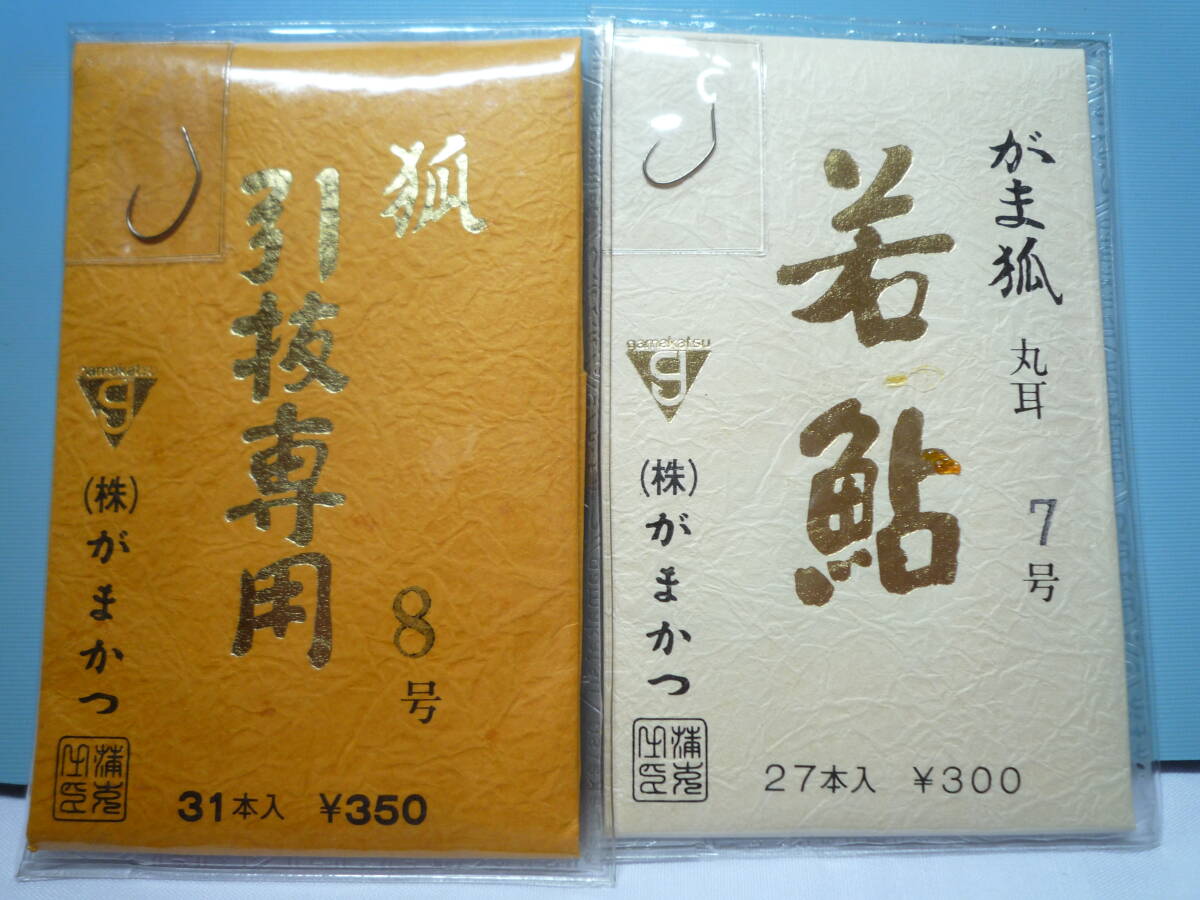 狐
引抜専用
8号
gamakatsu
g
(株)がまかつ
31本入 ¥350
がま狐 丸耳 7号
若鮎
gamakatsu
g
(株)がまかつ
27本入 ¥300